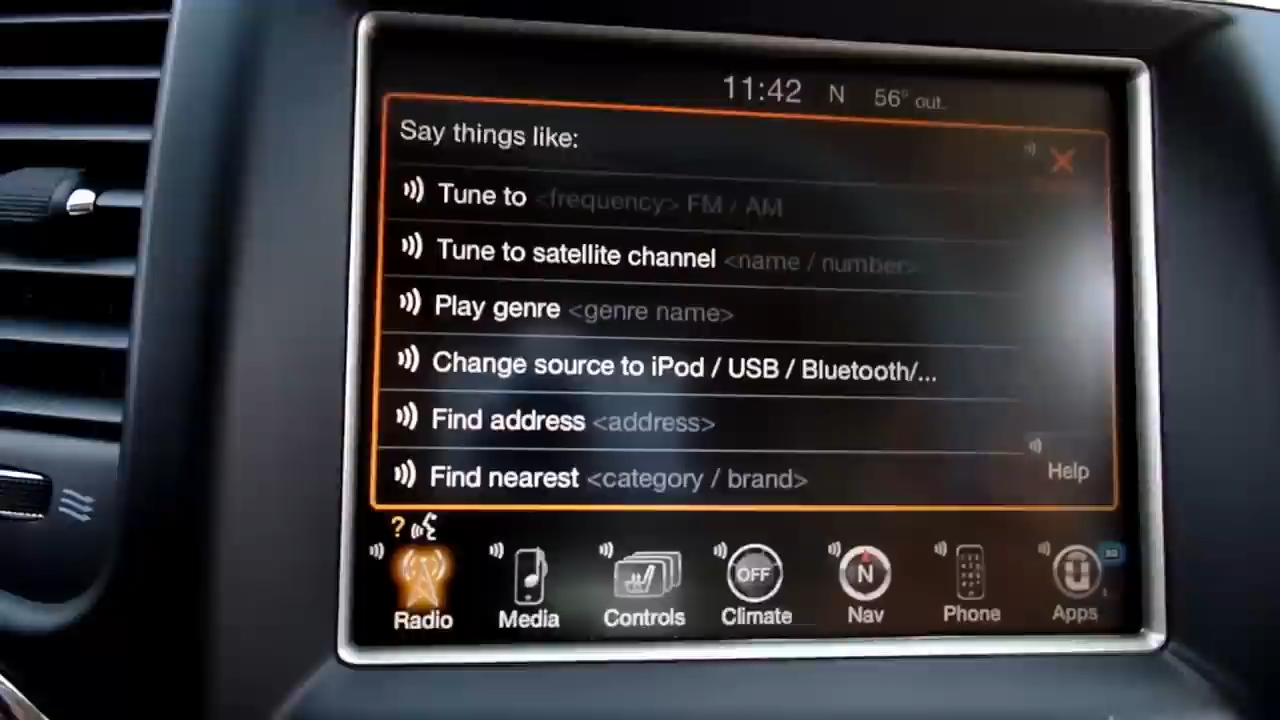 11:42 N 56° out.
Say things like:
Tune to <frequency> FM / AM
Tune to satellite channel <name / number>
Play genre <genre name>
Change source to iPod / USB / Bluetooth/...
Find address <address>
Find nearest <category / brand>
Help
?
Radio Media Controls OFF Climate N Nav Phone Apps